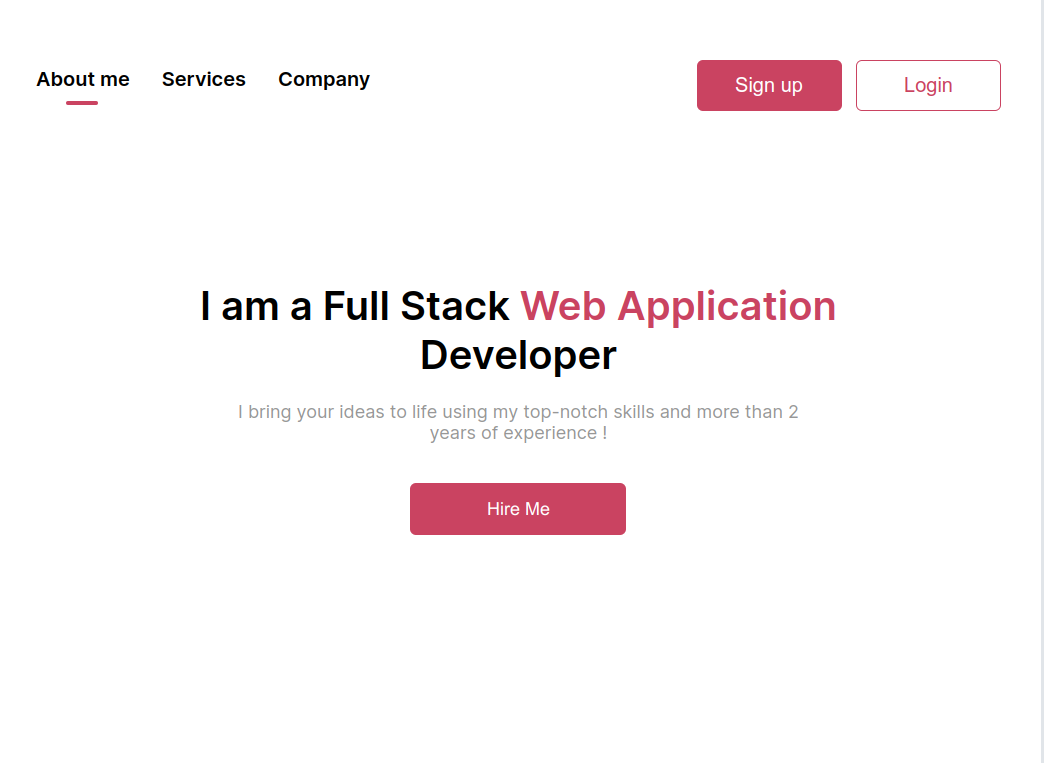 About me Services Company Sign up Login
I am a Full Stack Web Application
Developer
I bring your ideas to life using my top-notch skills and more than 2
years of experience !
Hire Me